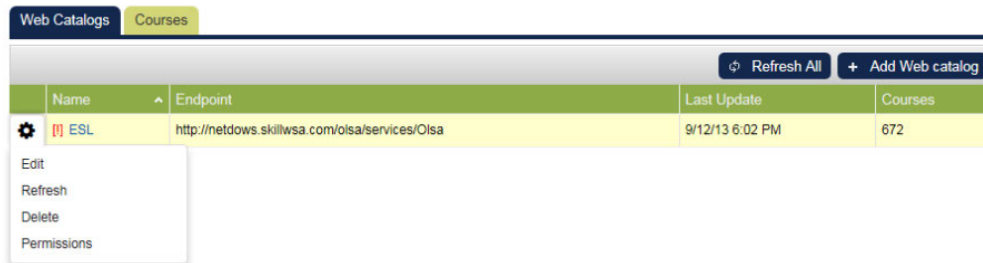 Web Catalogs Courses
Refresh All + Add Web catalog
Name Endpoint Last Update Courses
[!] ESL http://netdows.skillwsa.com/olsa/services/Olsa 9/12/13 6:02 PM 672
Edit
Refresh
Delete
Permissions